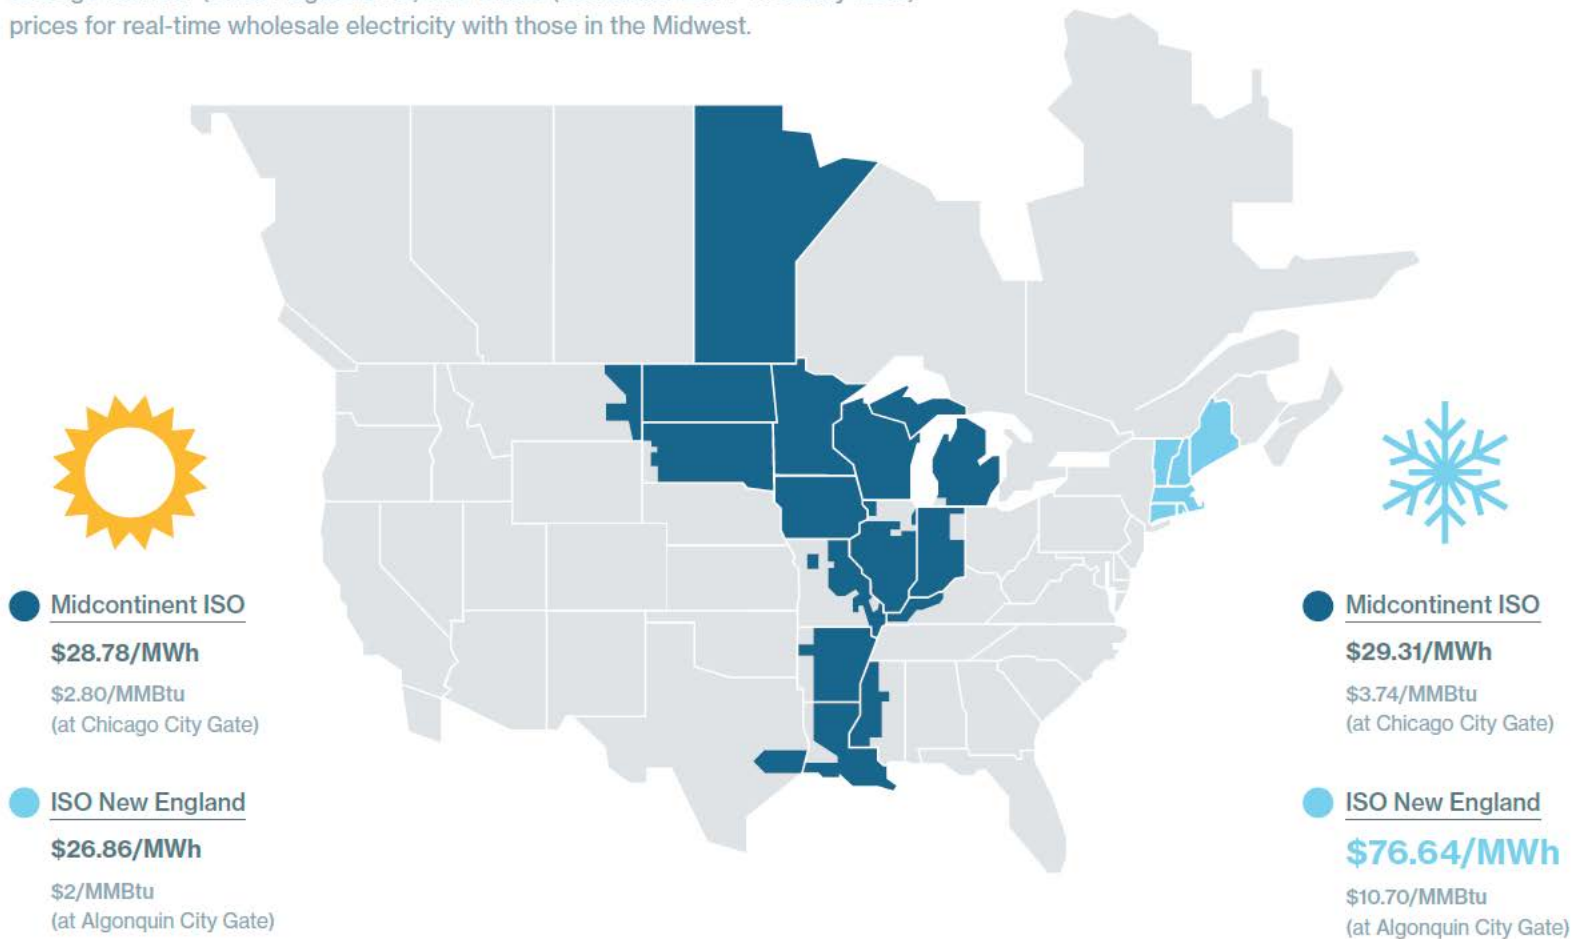 prices for real-time wholesale electricity with those in the Midwest.
Midcontinent ISO
$28.78/MWh
$2.80/MMBtu
(at Chicago City Gate)
ISO New England
$26.86/MWh
$2/MMBtu
(at Algonquin City Gate)
Midcontinent ISO
$29.31/MWh
$3.74/MMBtu
(at Chicago City Gate)
ISO New England
$76.64/MWh
$10.70/MMBtu
(at Algonquin City Gate)